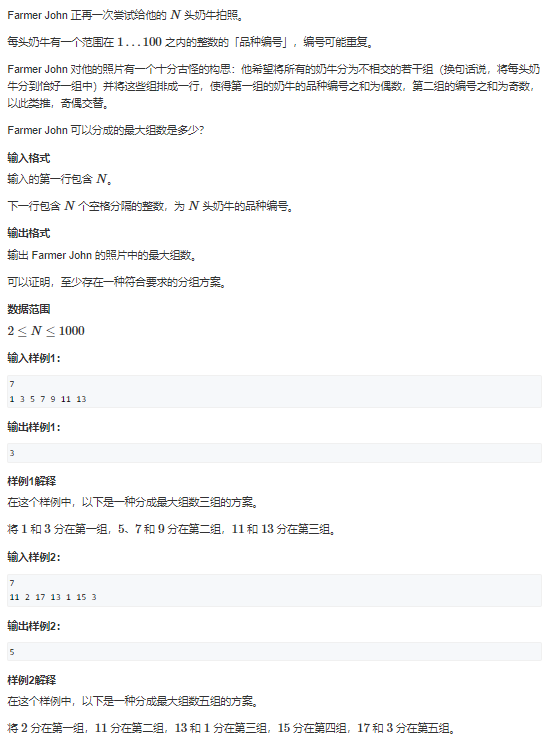 Farmer John 正再一次尝试给他的 N 头奶牛拍照。
每头奶牛有一个范围在 1…100 之内的整数的「品种编号」，编号可能重复。
Farmer John 对他的照片有一个十分古怪的构思：他希望将所有的奶牛分为不相交的若干组（换句话说，将每头奶
牛分到恰好一组中）并将这些组排成一行，使得第一组的奶牛的品种编号之和为偶数，第二组的编号之和为奇数，
以此类推，奇偶交替。
Farmer John 可以分成的最大组数是多少？
输入格式
输入的第一行包含 N。
下一行包含 N 个空格分隔的整数，为 N 头奶牛的品种编号。
输出格式
输出 Farmer John 的照片中的最大组数。
可以证明，至少存在一种符合要求的分组方案。
数据范围
2 ≤ N ≤ 1000
输入样例1：
7
1 3 5 7 9 11 13
输出样例1：
3
样例1解释
在这个样例中，以下是一种分成最大组数三组的方案。
将 1 和 3 分在第一组，5、7 和 9 分在第二组，11 和 13 分在第三组。
输入样例2：
7
11 2 17 13 1 15 3
输出样例2：
5
样例2解释
在这个样例中，以下是一种分成最大组数五组的方案。
将 2 分在第一组，11 分在第二组，13 和 1 分在第三组，15 分在第四组，17 和 3 分在第五组。